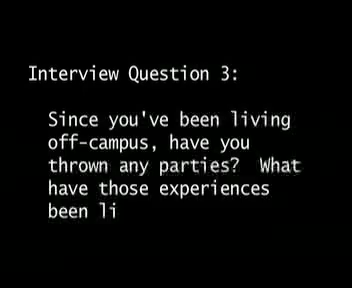 Interview Question 3:
Since you've been living
off-campus, have you
thrown any parties?  What
have those experiences
been li